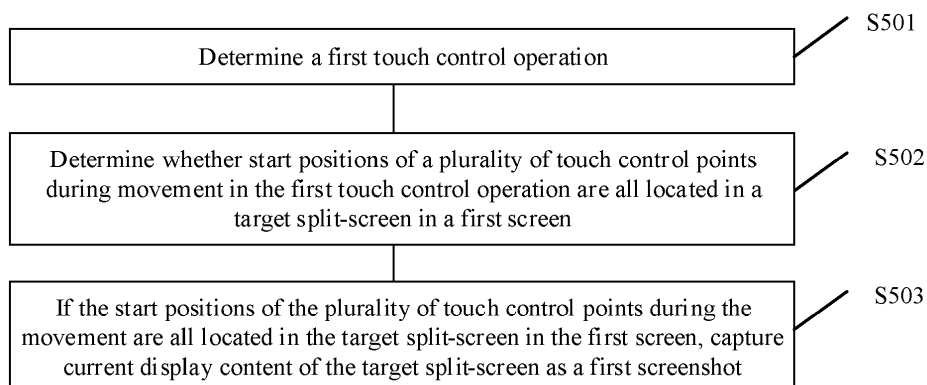 S501
Determine a first touch control operation
Determine whether start positions of a plurality of touch control points
during movement in the first touch control operation are all located in a
target split-screen in a first screen
S502
If the start positions of the plurality of touch control points during the
movement are all located in the target split-screen in the first screen, capture
current display content of the target split-screen as a first screenshot
S503